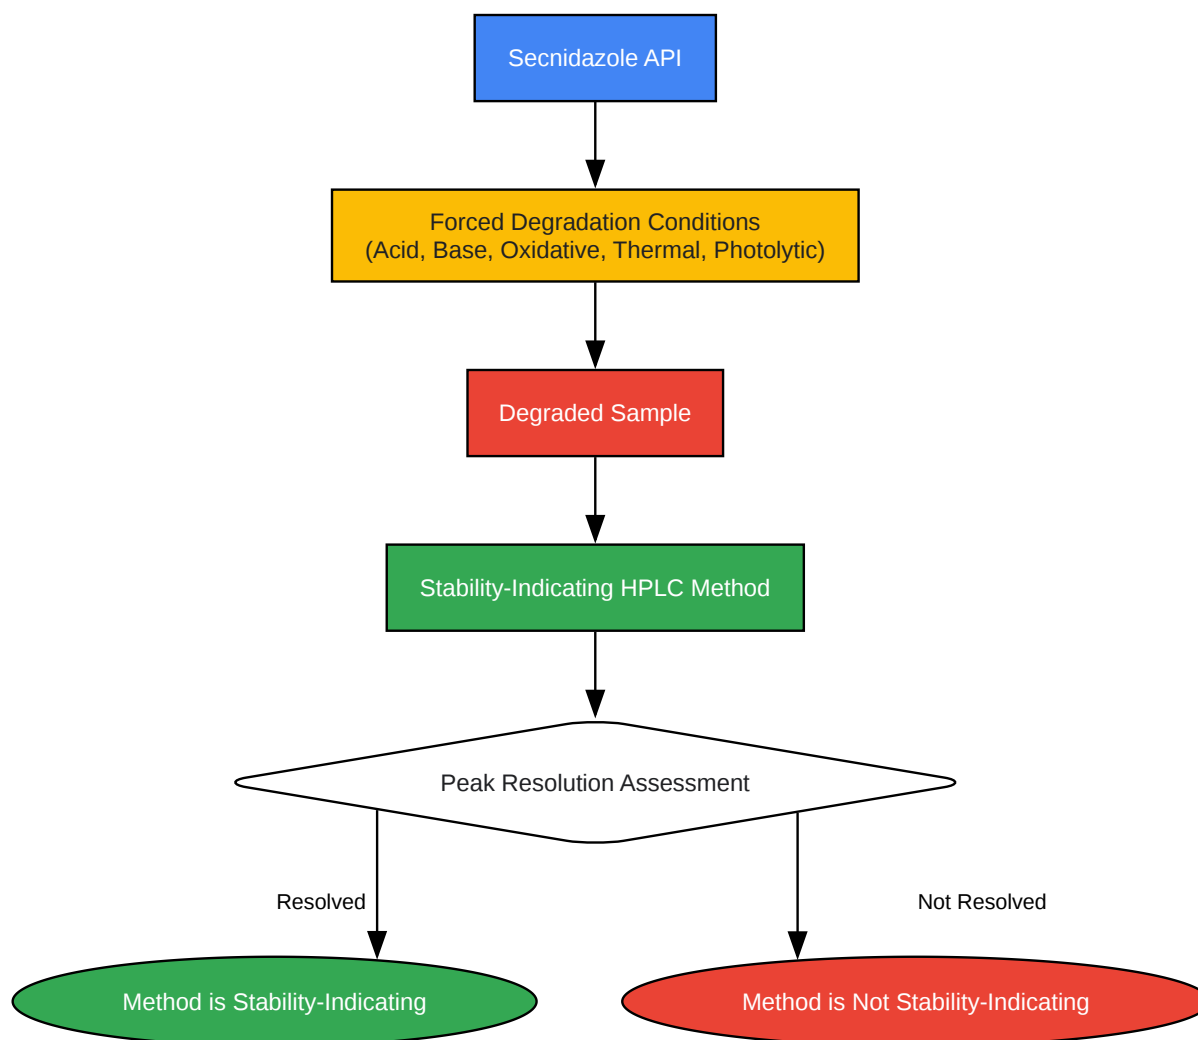 Secnidazole API
Forced Degradation Conditions
(Acid, Base, Oxidative, Thermal, Photolytic)
Degraded Sample
Stability-Indicating HPLC Method
Peak Resolution Assessment
Resolved
Not Resolved
Method is Stability-Indicating
Method is Not Stability-Indicating